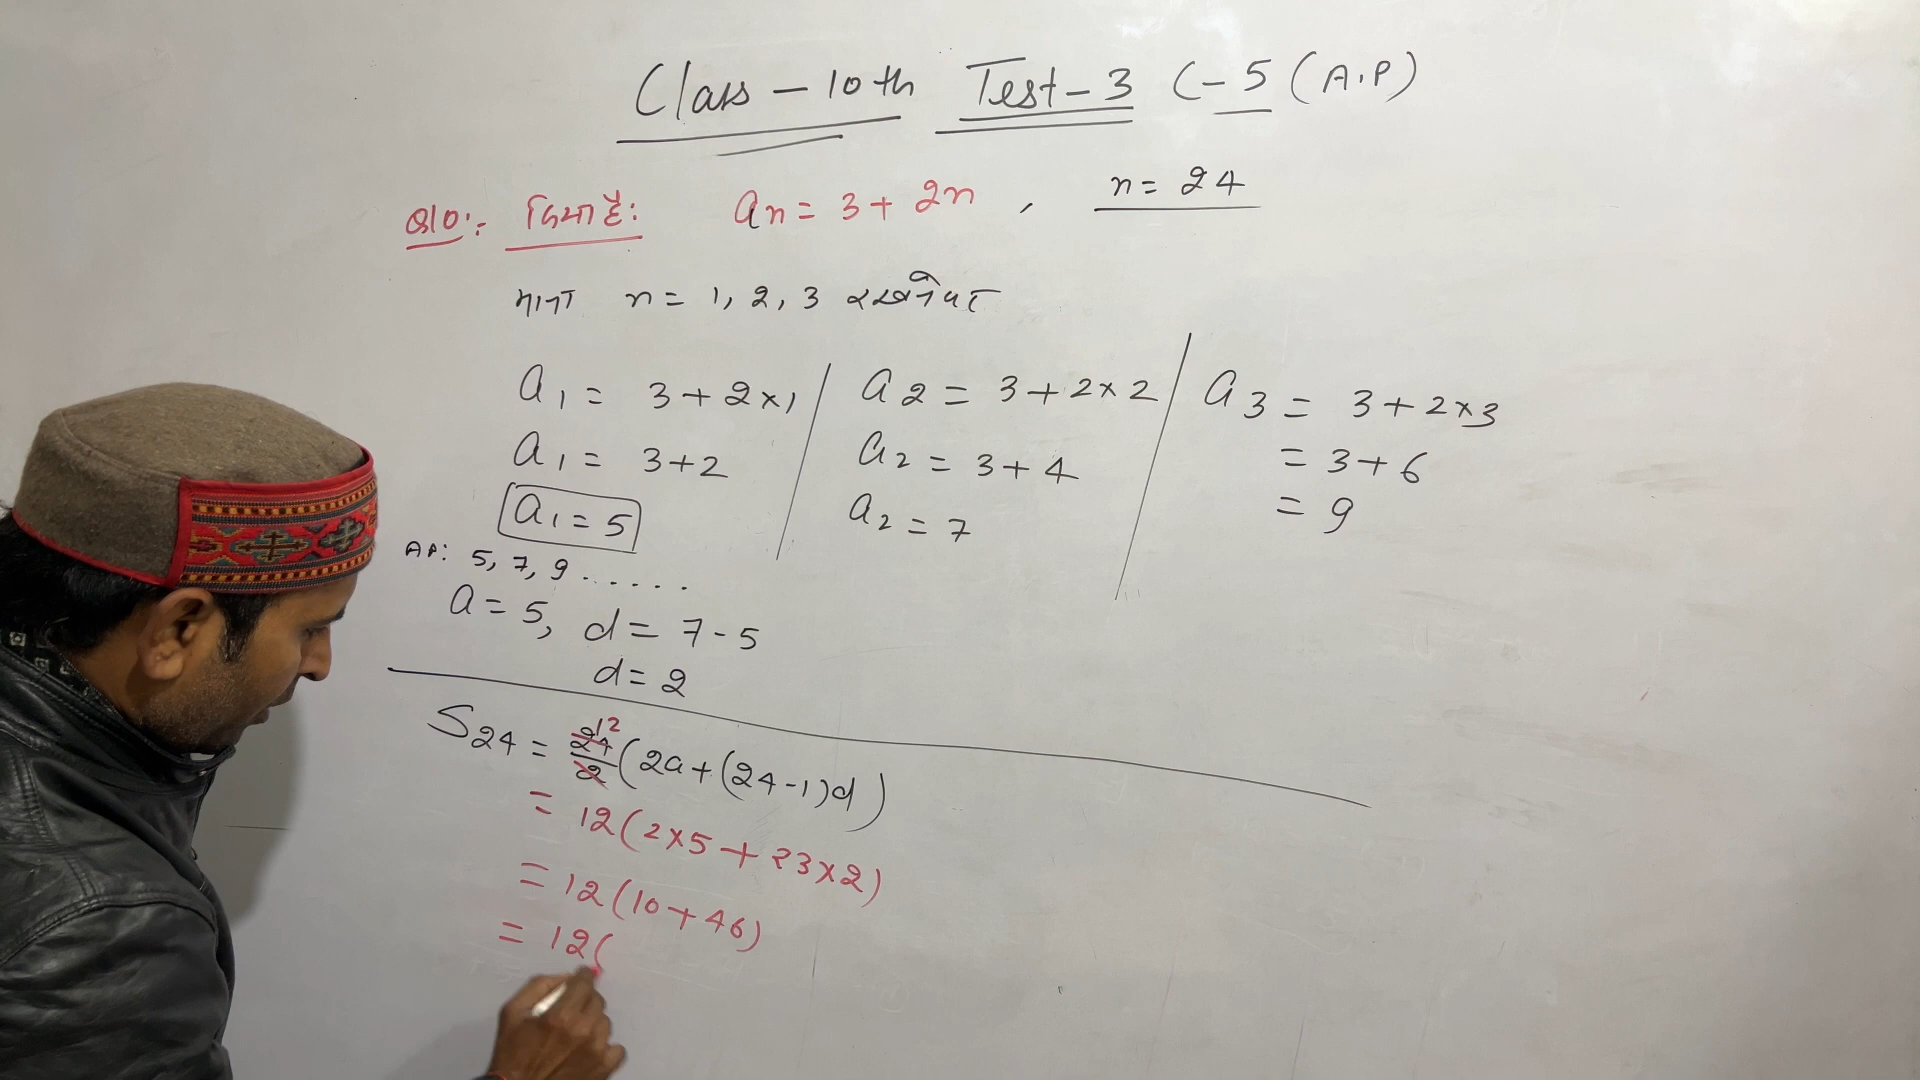 Class - 10th Test - 3 C-5 (A.P)
दिया है: an = 3 + 2n , n = 24
माना n = 1, 2, 3 रखने पर
a1 = 3 + 2×1
a1 = 3+2
a1 = 5
a2 = 3 + 2×2
a2 = 3 + 4
a2 = 7
a3 = 3 + 2×3
= 3 + 6
= 9
AP: 5, 7, 9 ......
a = 5, d = 7 - 5
d = 2
S24 = 24/2 12 (2a + (24-1)d)
= 12 (2×5 + 23×2)
= 12 (10 + 46)
= 12 (